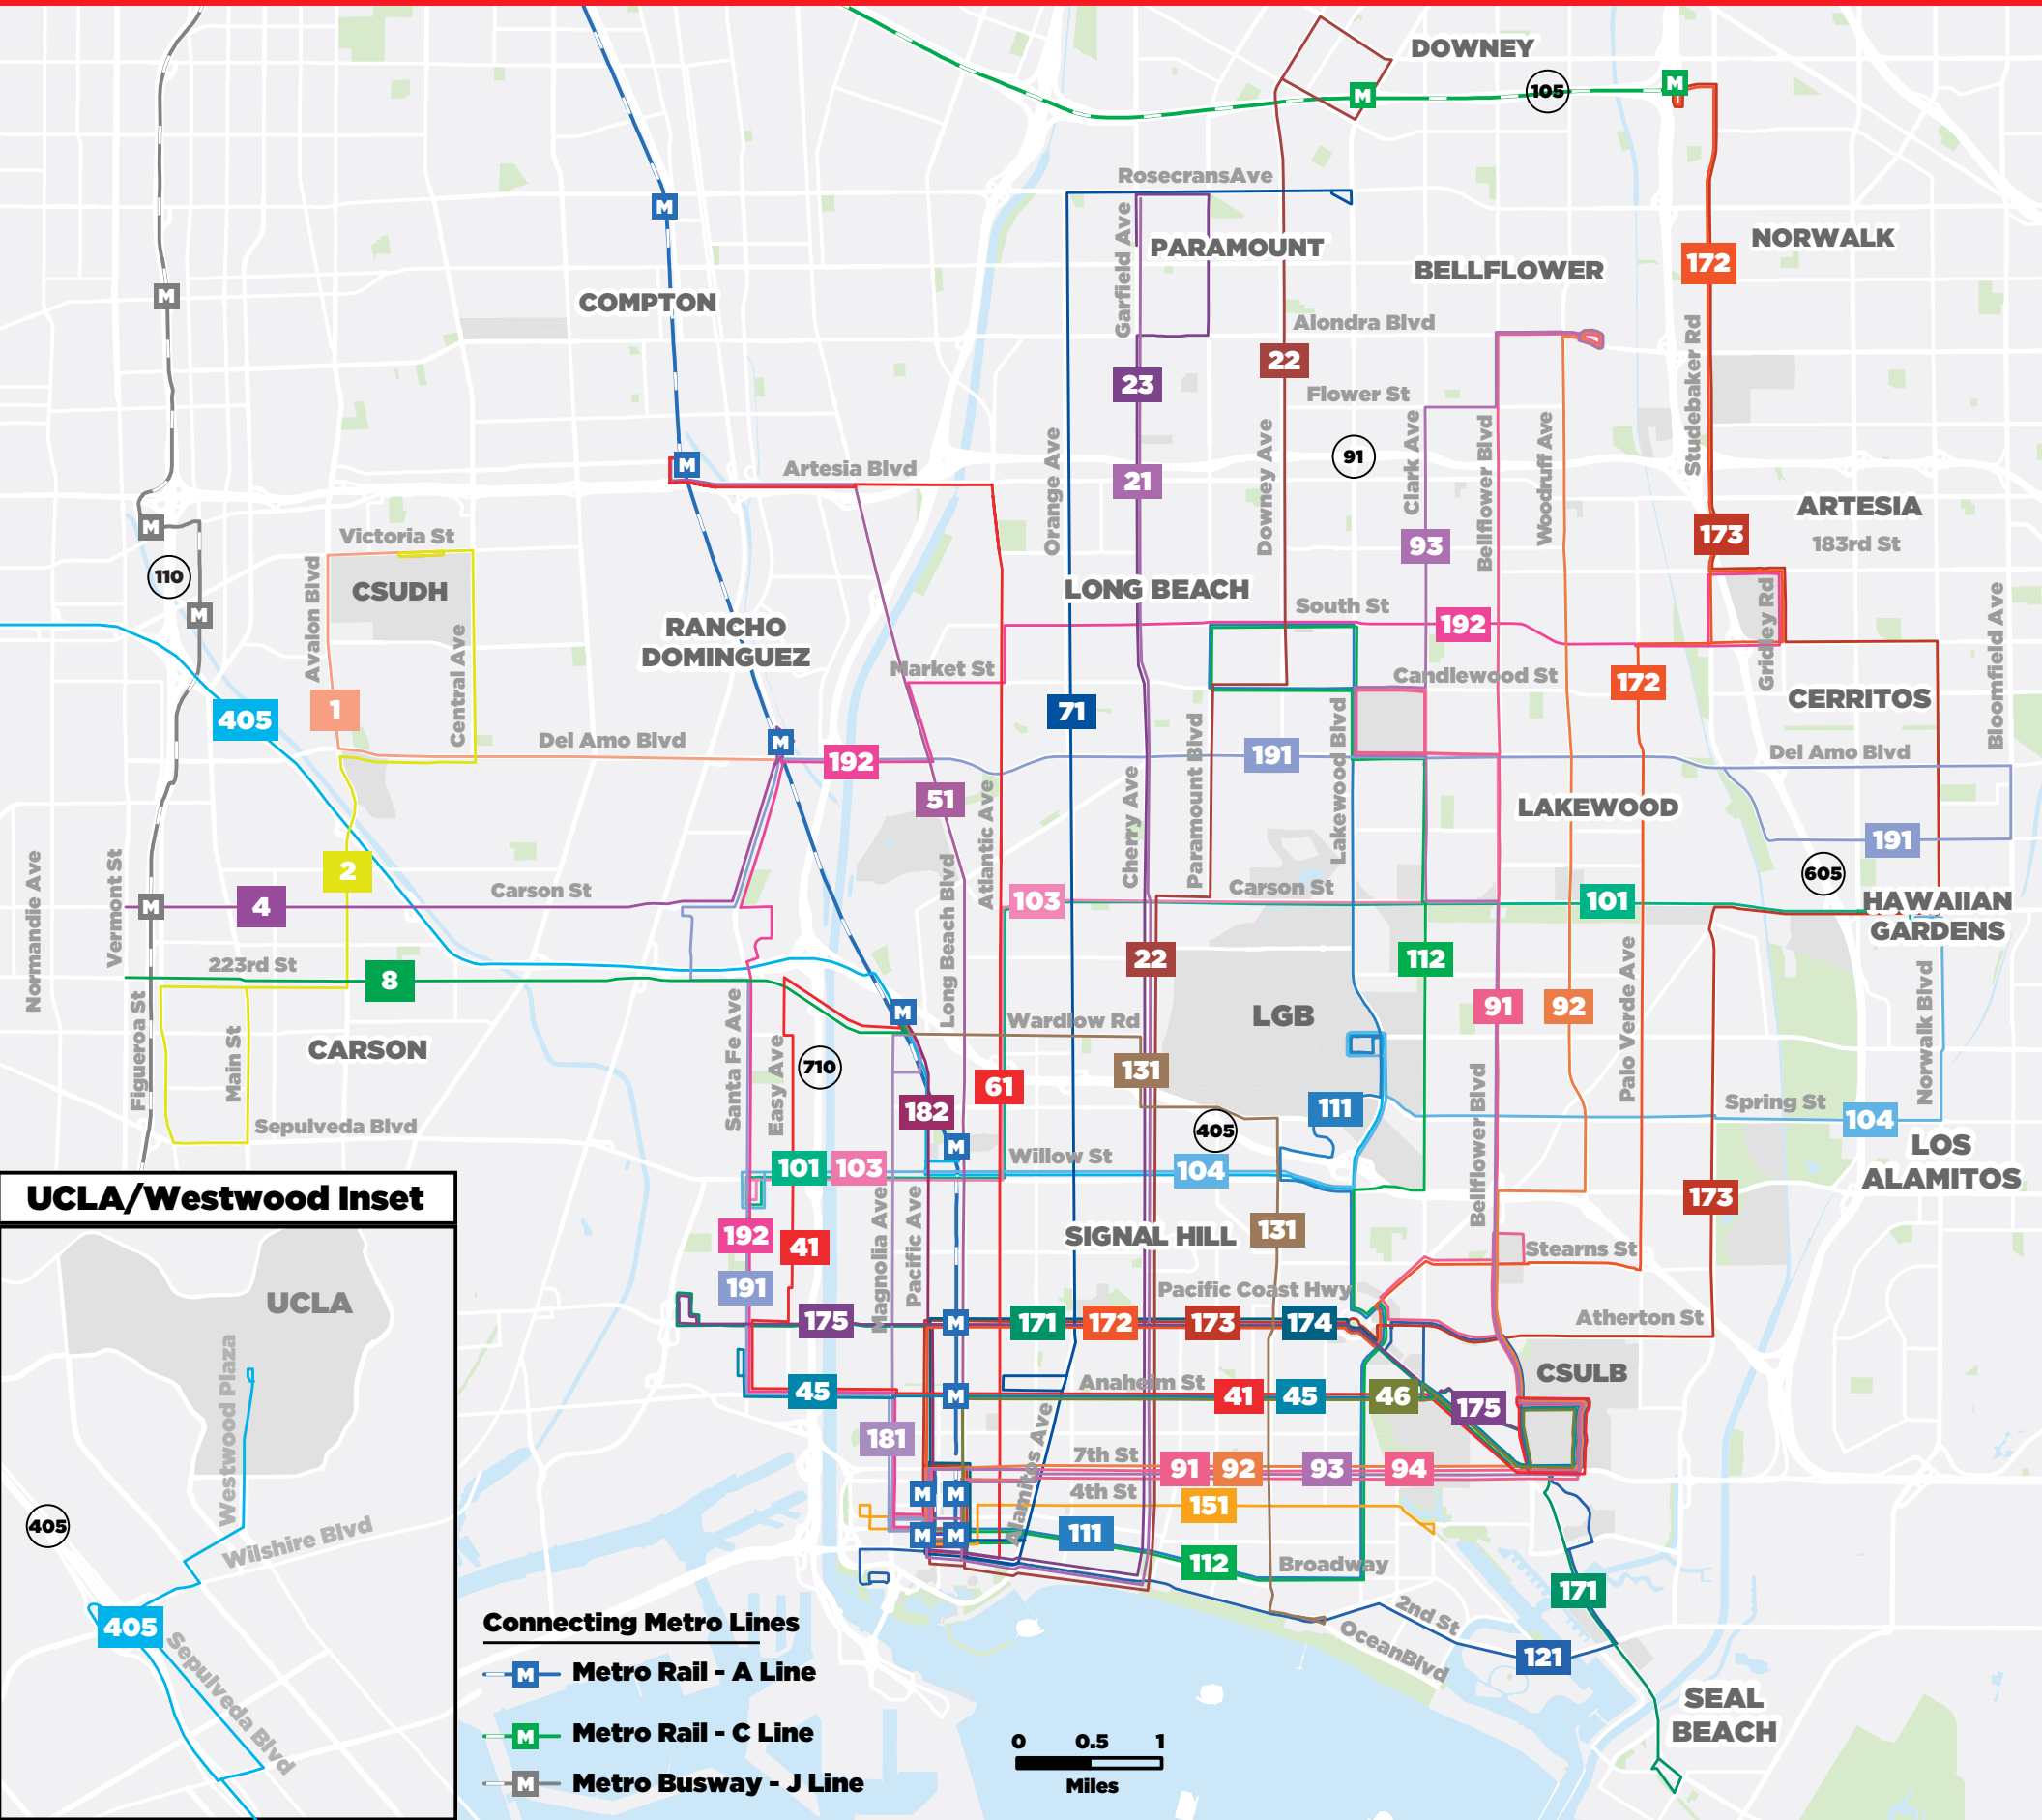 DOWNEY
M
M
105
RosecransAve
M
Garfield Ave
PARAMOUNT
NORWALK
172
BELLFLOWER
M
COMPTON
Alondra Blvd
22
23
Flower St
Studebaker Rd
Clark Ave
Bellflower Blvd
Woodruff Ave
Downey Ave
Orange Ave
91
M
Artesia Blvd
21
ARTESIA
M
Victoria St
173
183rd St
93
110
Avalon Blvd
CSUDH
LONG BEACH
M
South St
Gridley Rd
Bloomfield Ave
RANCHO
DOMINGUEZ
192
Central Ave
Market St
Candlewood St
172
CERRITOS
405
1
71
Paramount Blvd
Lakewood Blvd
M
Del Amo Blvd
192
191
Del Amo Blvd
51
Cherry Ave
Atlantic Ave
LAKEWOOD
191
2
605
Normandie Ave
Vermont St
Long Beach Blvd
Carson St
Carson St
M
4
103
101
HAWAIIAN
GARDENS
223rd St
8
22
112
Palo Verde Ave
Norwalk Blvd
Figueroa St
Main St
CARSON
Santa Fe Ave
Easy Ave
M
Wardlow Rd
LGB
91
92
710
131
61
182
111
Bellflower Blvd
Spring St
104
Sepulveda Blvd
405
M
LOS
ALAMITOS
101
103
Willow St
104
173
Magnolia Ave
Pacific Ave
192
41
SIGNAL HILL
131
Stearns St
191
Pacific Coast Hwy
175
M
171
172
173
174
Atherton St
CSULB
45
M
Anaheim St
41
45
46
175
181
Alamitos Ave
7th St
91
92
93
94
M
M
4th St
151
M
M
111
112
Broadway
171
2nd St
OceanBlvd
121
SEAL
BEACH
UCLA/Westwood Inset
UCLA
Westwood Plaza
405
Wilshire Blvd
405
Sepulveda Blvd
Connecting Metro Lines
M Metro Rail - A Line
M Metro Rail - C Line
M Metro Busway - J Line
0 0.5 1
Miles